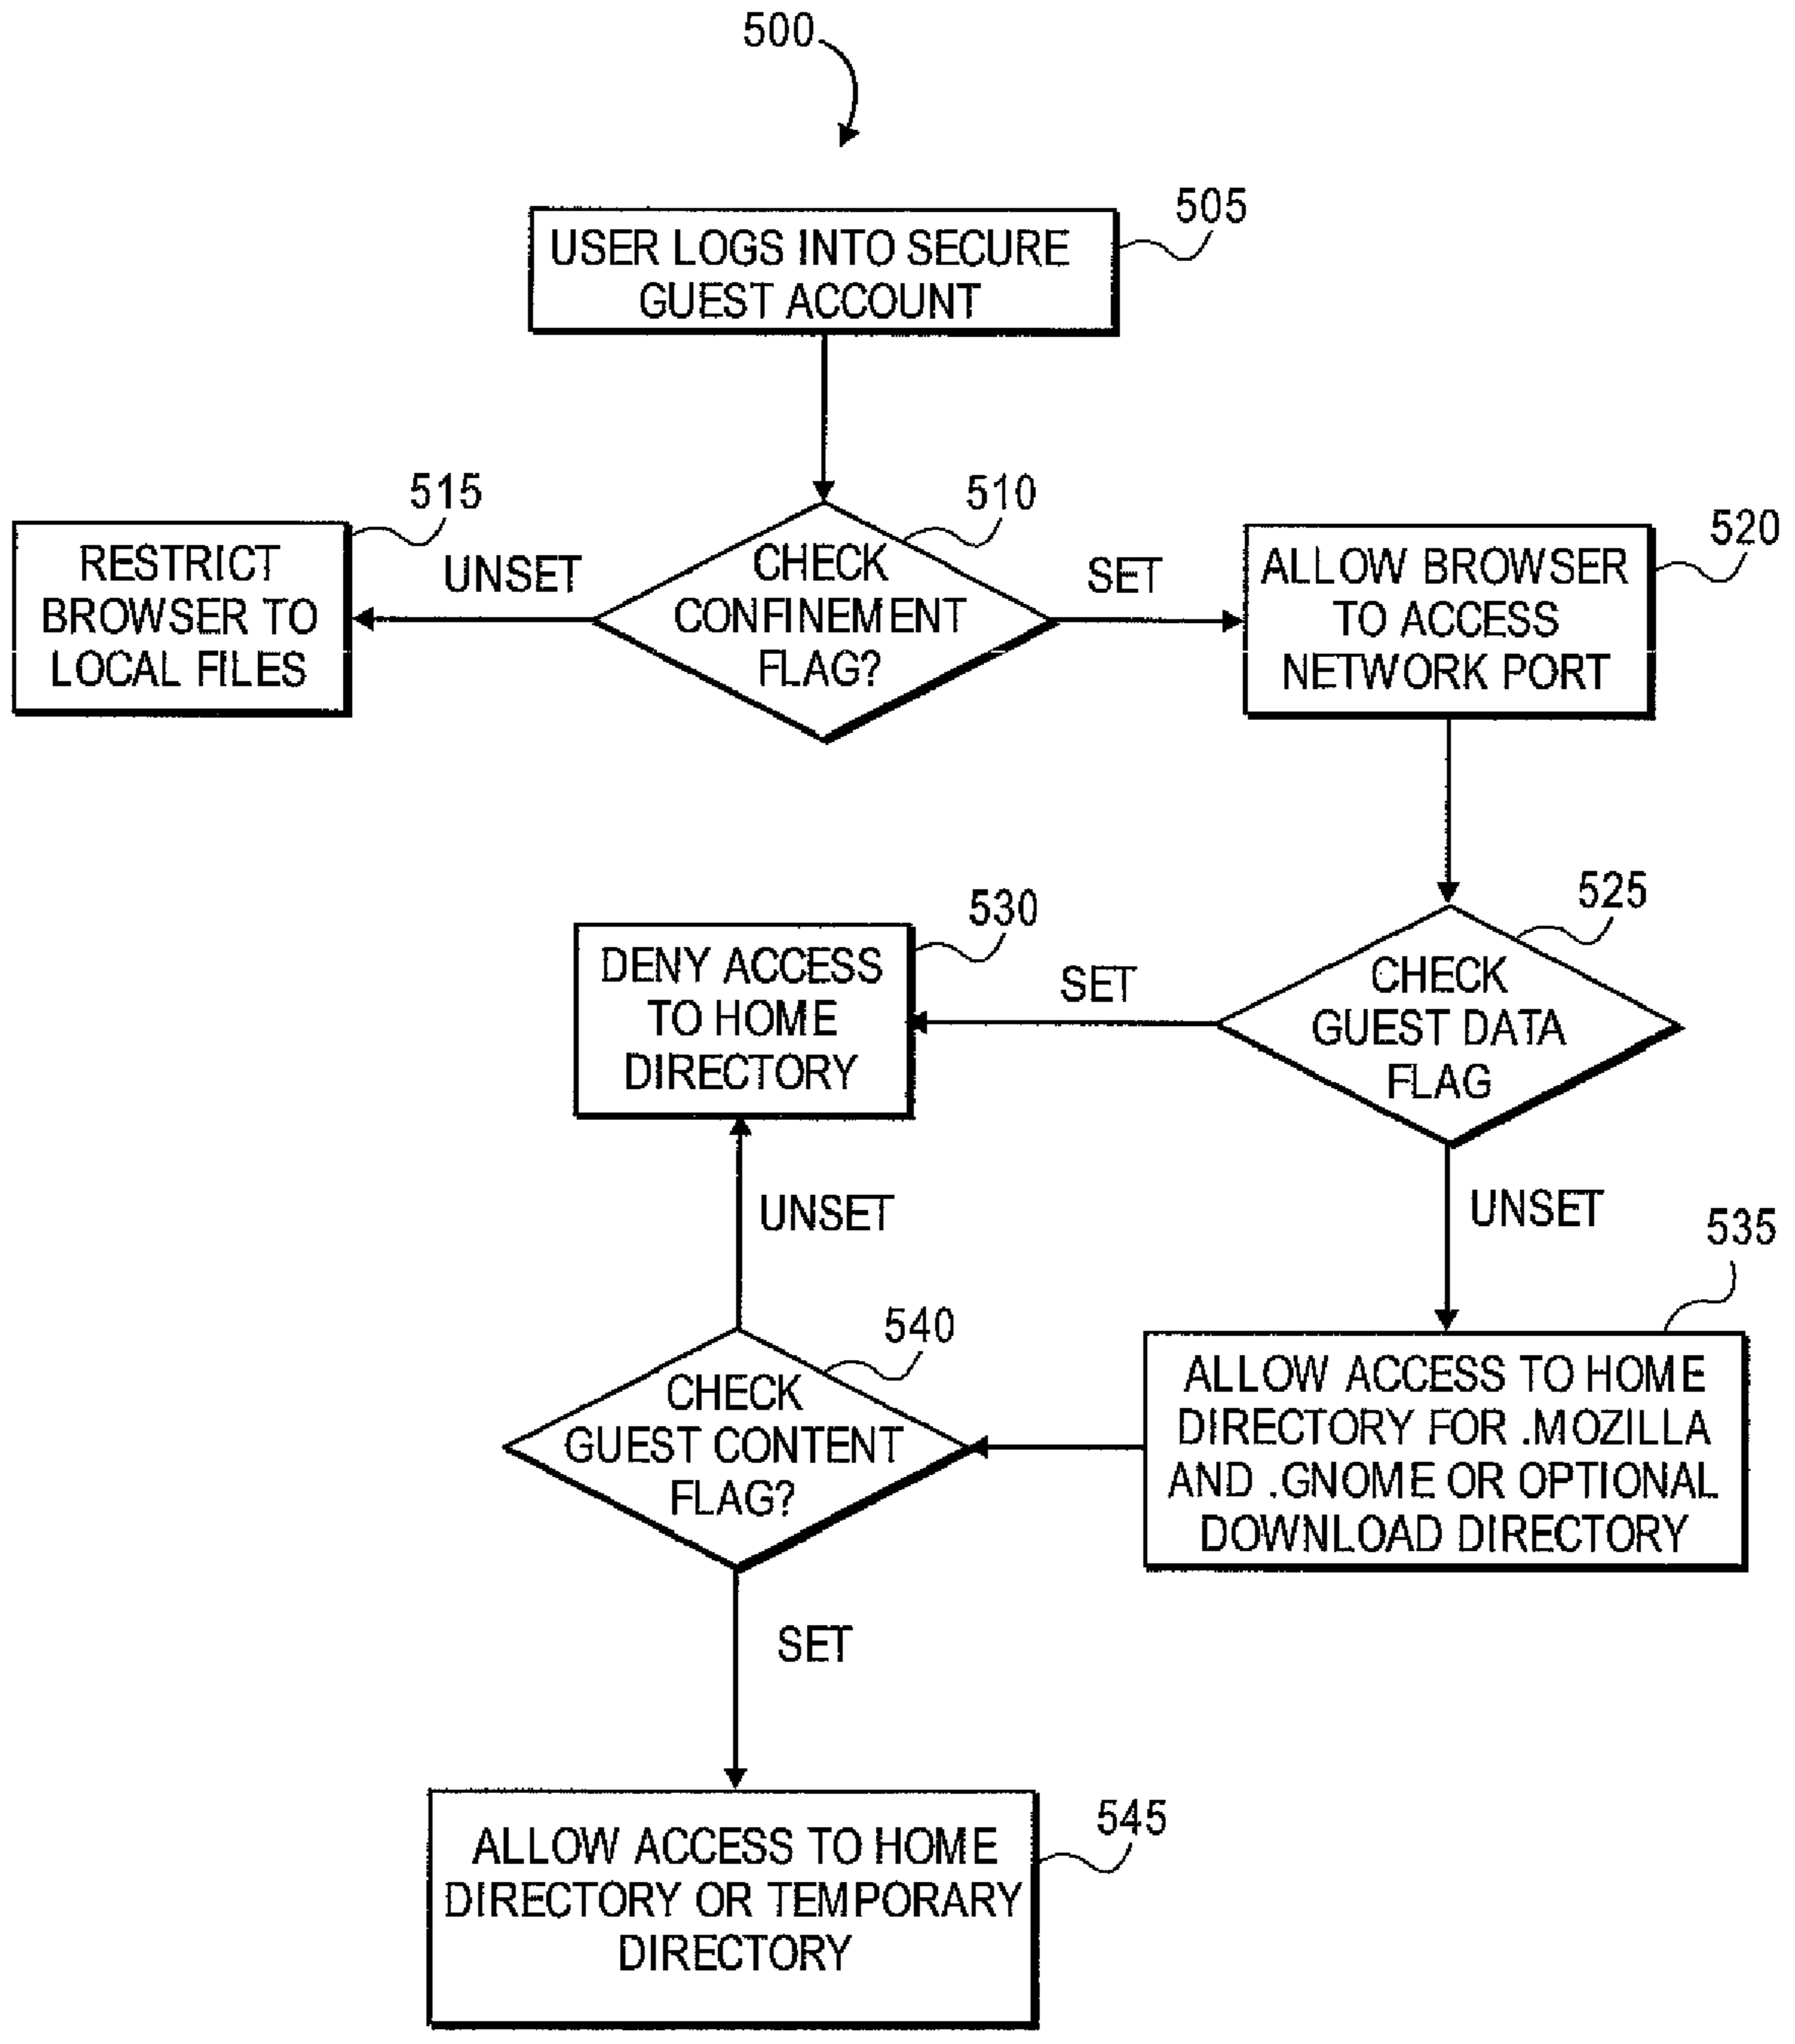 500
505
USER LOGS INTO SECURE
GUEST ACCOUNT
515
RESTRICT
BROWSER TO
LOCAL FILES
UNSET
510
CHECK
CONFINEMENT
FLAG?
SET
520
ALLOW BROWSER
TO ACCESS
NETWORK PORT
530
DENY ACCESS
TO HOME
DIRECTORY
SET
525
CHECK
GUEST DATA
FLAG
UNSET
UNSET
535
ALLOW ACCESS TO HOME
DIRECTORY FOR .MOZILLA
AND .GNOME OR OPTIONAL
DOWNLOAD DIRECTORY
540
CHECK
GUEST CONTENT
FLAG?
SET
545
ALLOW ACCESS TO HOME
DIRECTORY OR TEMPORARY
DIRECTORY